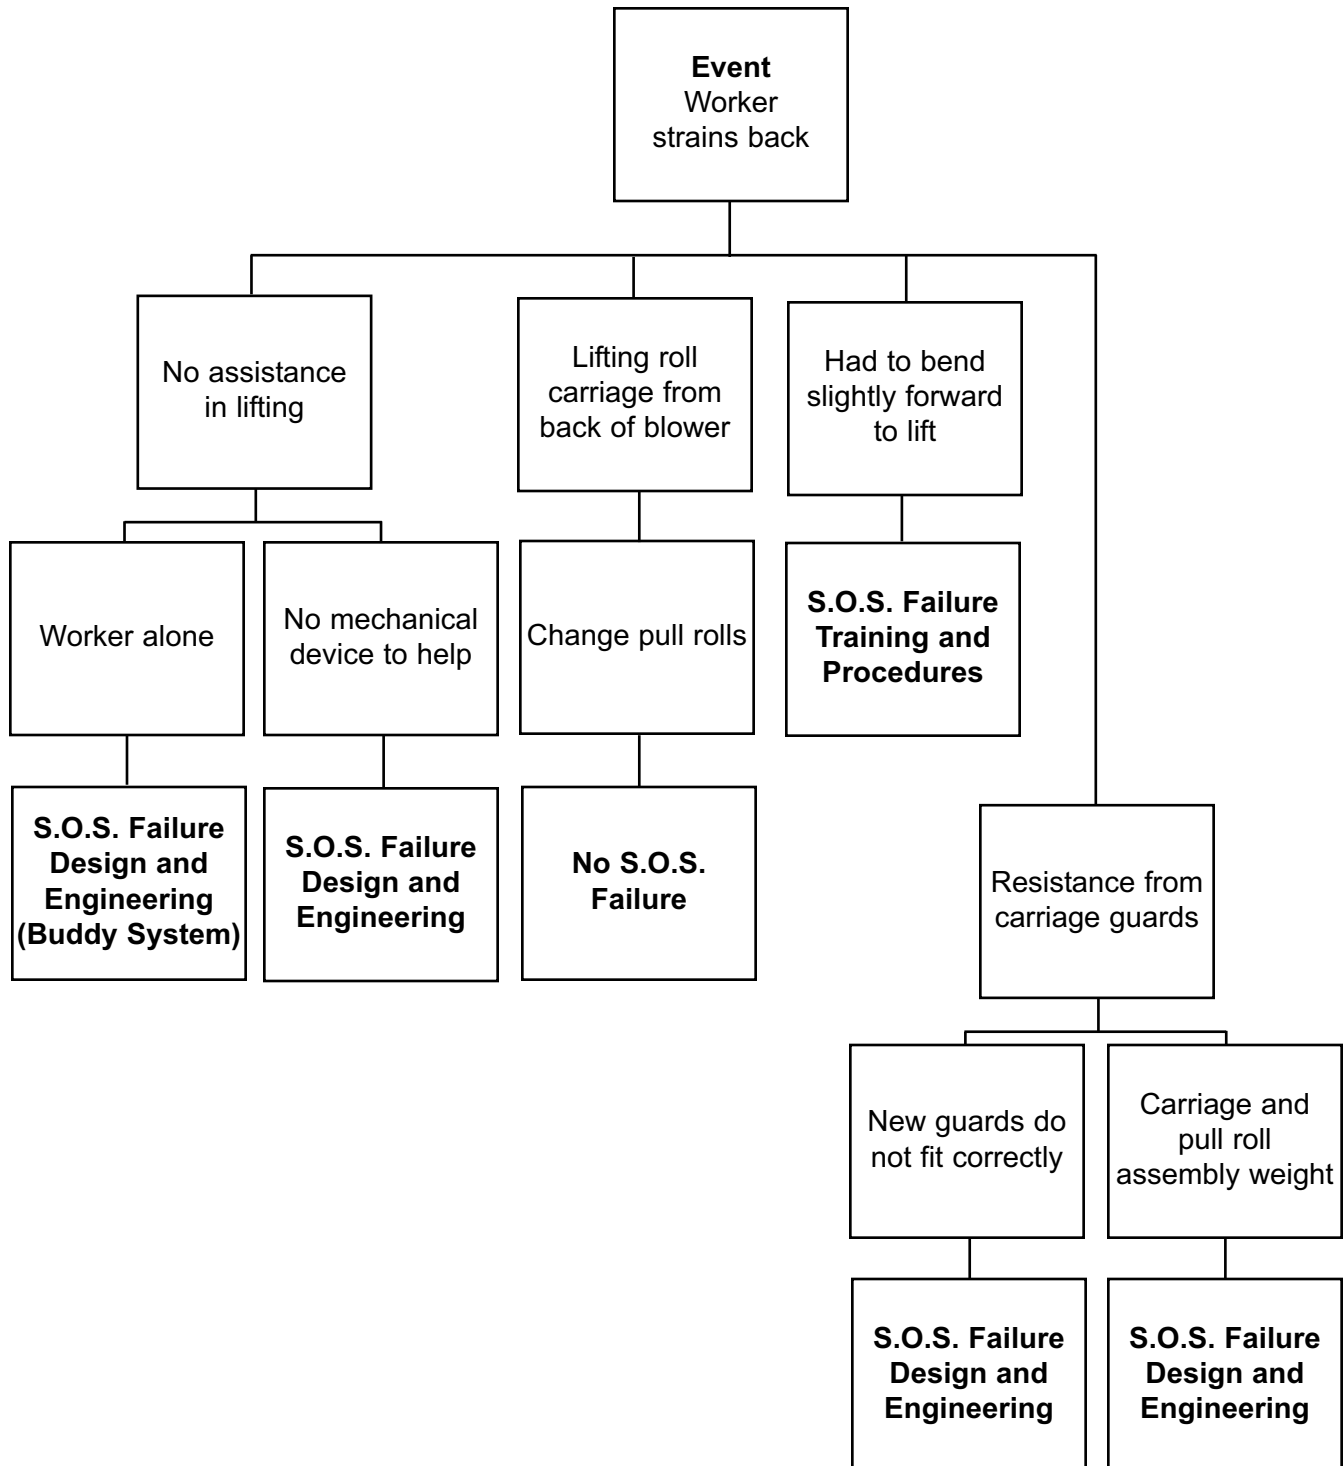 Event
Worker
strains back
No assistance
in lifting
Lifting roll
carriage from
back of blower
Had to bend
slightly forward
to lift
Worker alone
No mechanical
device to help
Change pull rolls
S.O.S. Failure
Training and
Procedures
S.O.S. Failure
Design and
Engineering
(Buddy System)
S.O.S. Failure
Design and
Engineering
No S.O.S.
Failure
Resistance from
carriage guards
New guards do
not fit correctly
Carriage and
pull roll
assembly weight
S.O.S. Failure
Design and
Engineering
S.O.S. Failure
Design and
Engineering